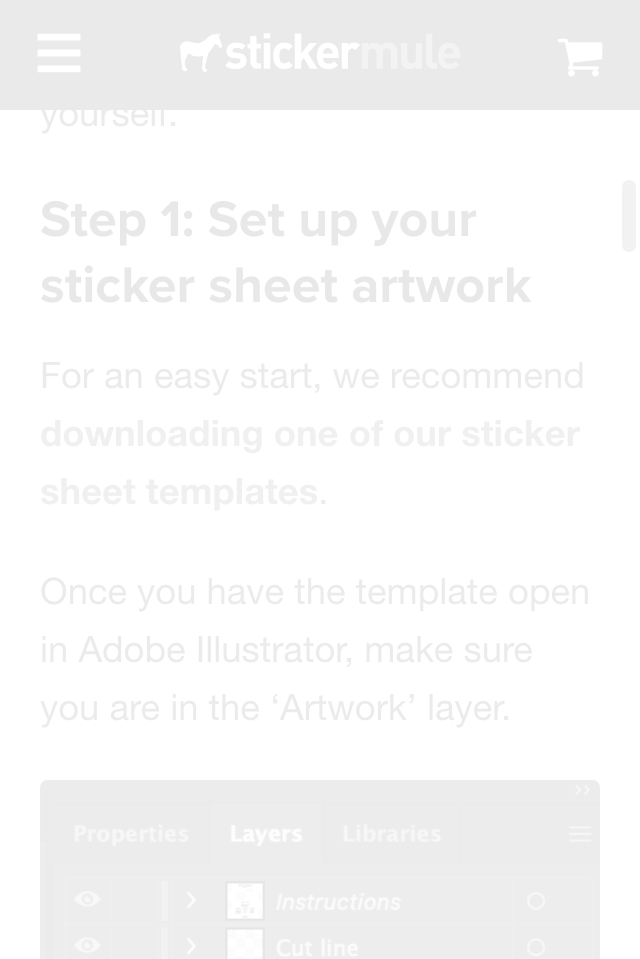 stickermule
yourself.
Step 1: Set up your
sticker sheet artwork
For an easy start, we recommend
downloading one of our sticker
sheet templates.
Once you have the template open
in Adobe Illustrator, make sure
you are in the ‘Artwork’ layer.
Properties Layers Libraries
Instructions
Cut line